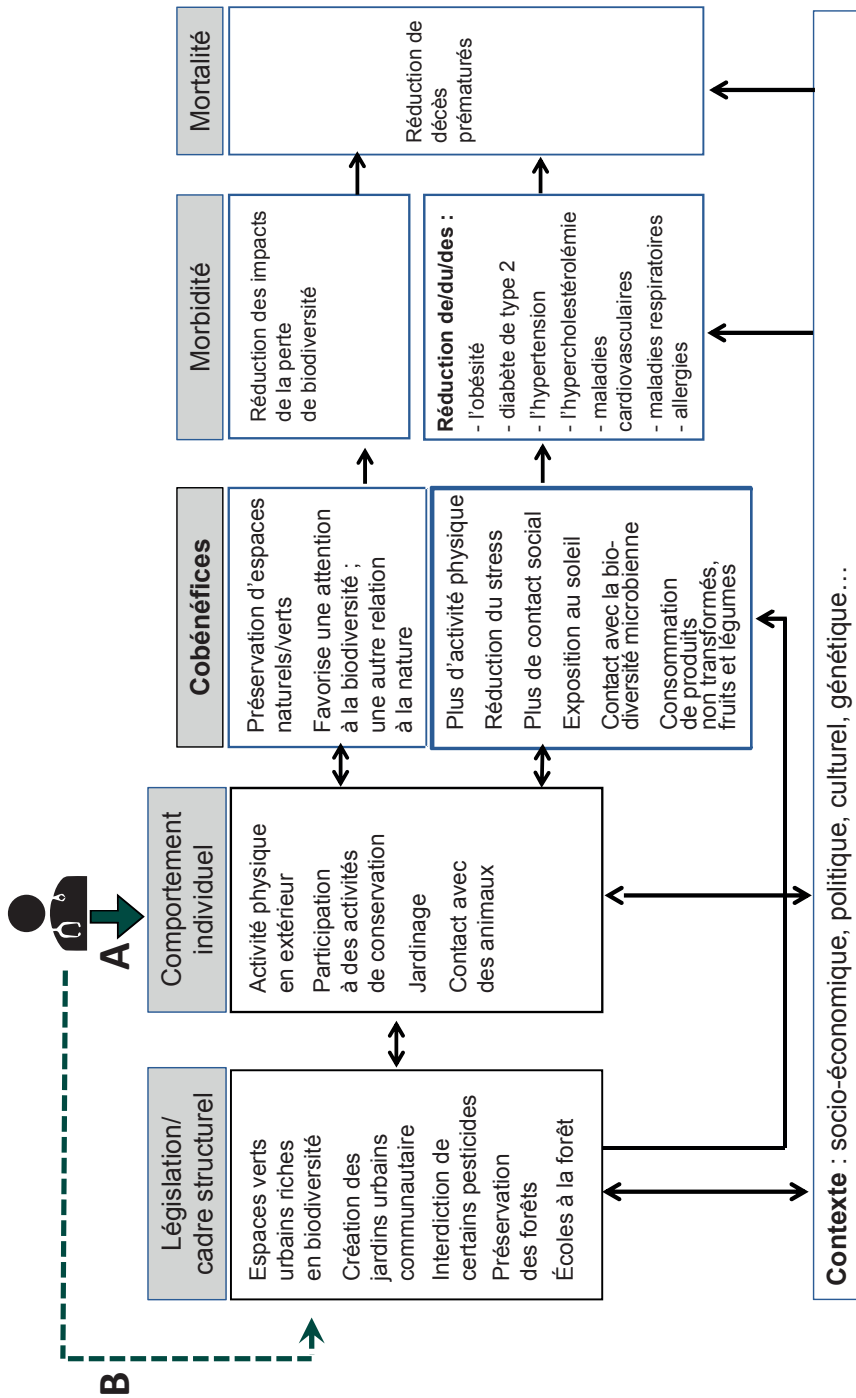 B
A
Législation/
cadre structurel
Espaces verts
urbains riches
en biodiversité
Création des
jardins urbains
communautaire
Interdiction de
certains pesticides
Préservation
des forêts
Écoles à la forêt
Comportement
individuel
Activité physique
en extérieur
Participation
à des activités
de conservation
Jardinage
Contact avec
des animaux
Cobénéfices
Préservation d'espaces
naturels/verts
Favorise une attention
à la biodiversité ;
une autre relation
à la nature
Plus d'activité physique
Réduction du stress
Plus de contact social
Exposition au soleil
Contact avec la bio-
diversité microbienne
Consommation
de produits
non transformés,
fruits et légumes
Morbidité
Réduction des impacts
de la perte
de biodiversité
Réduction de/du/des :
- l'obésité
- diabète de type 2
- l'hypertension
- l'hypercholestérolémie
- maladies
cardiovasculaires
- maladies respiratoires
- allergies
Mortalité
Réduction de
décès
prématurés
Contexte : socio-économique, politique, culturel, génétique…